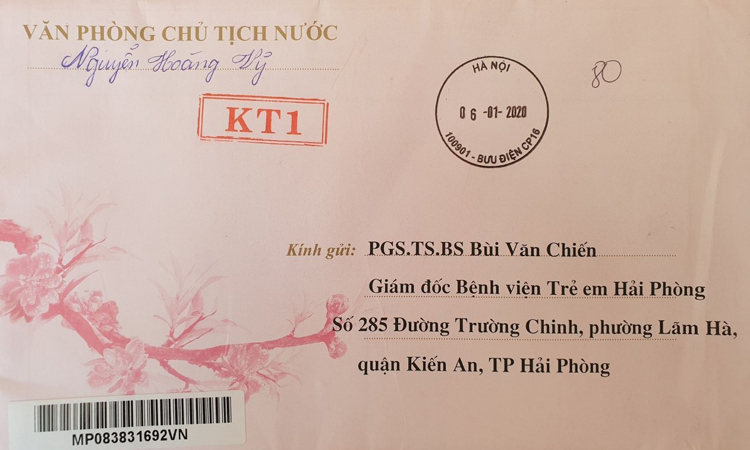 VĂN PHÒNG CHỦ TỊCH NƯỚC
Nguyễn Hoàng Vỷ
KT1
HÀ NỘI
06-01-2020
100901 - BƯU ĐIỆN CP16
80
Kính gửi: PGS.TS.BS Bùi Văn Chiến
Giám đốc Bệnh viện Trẻ em Hải Phòng
Số 285 Đường Trường Chinh, phường Lãm Hà,
quận Kiến An, TP Hải Phòng
MP083831692VN